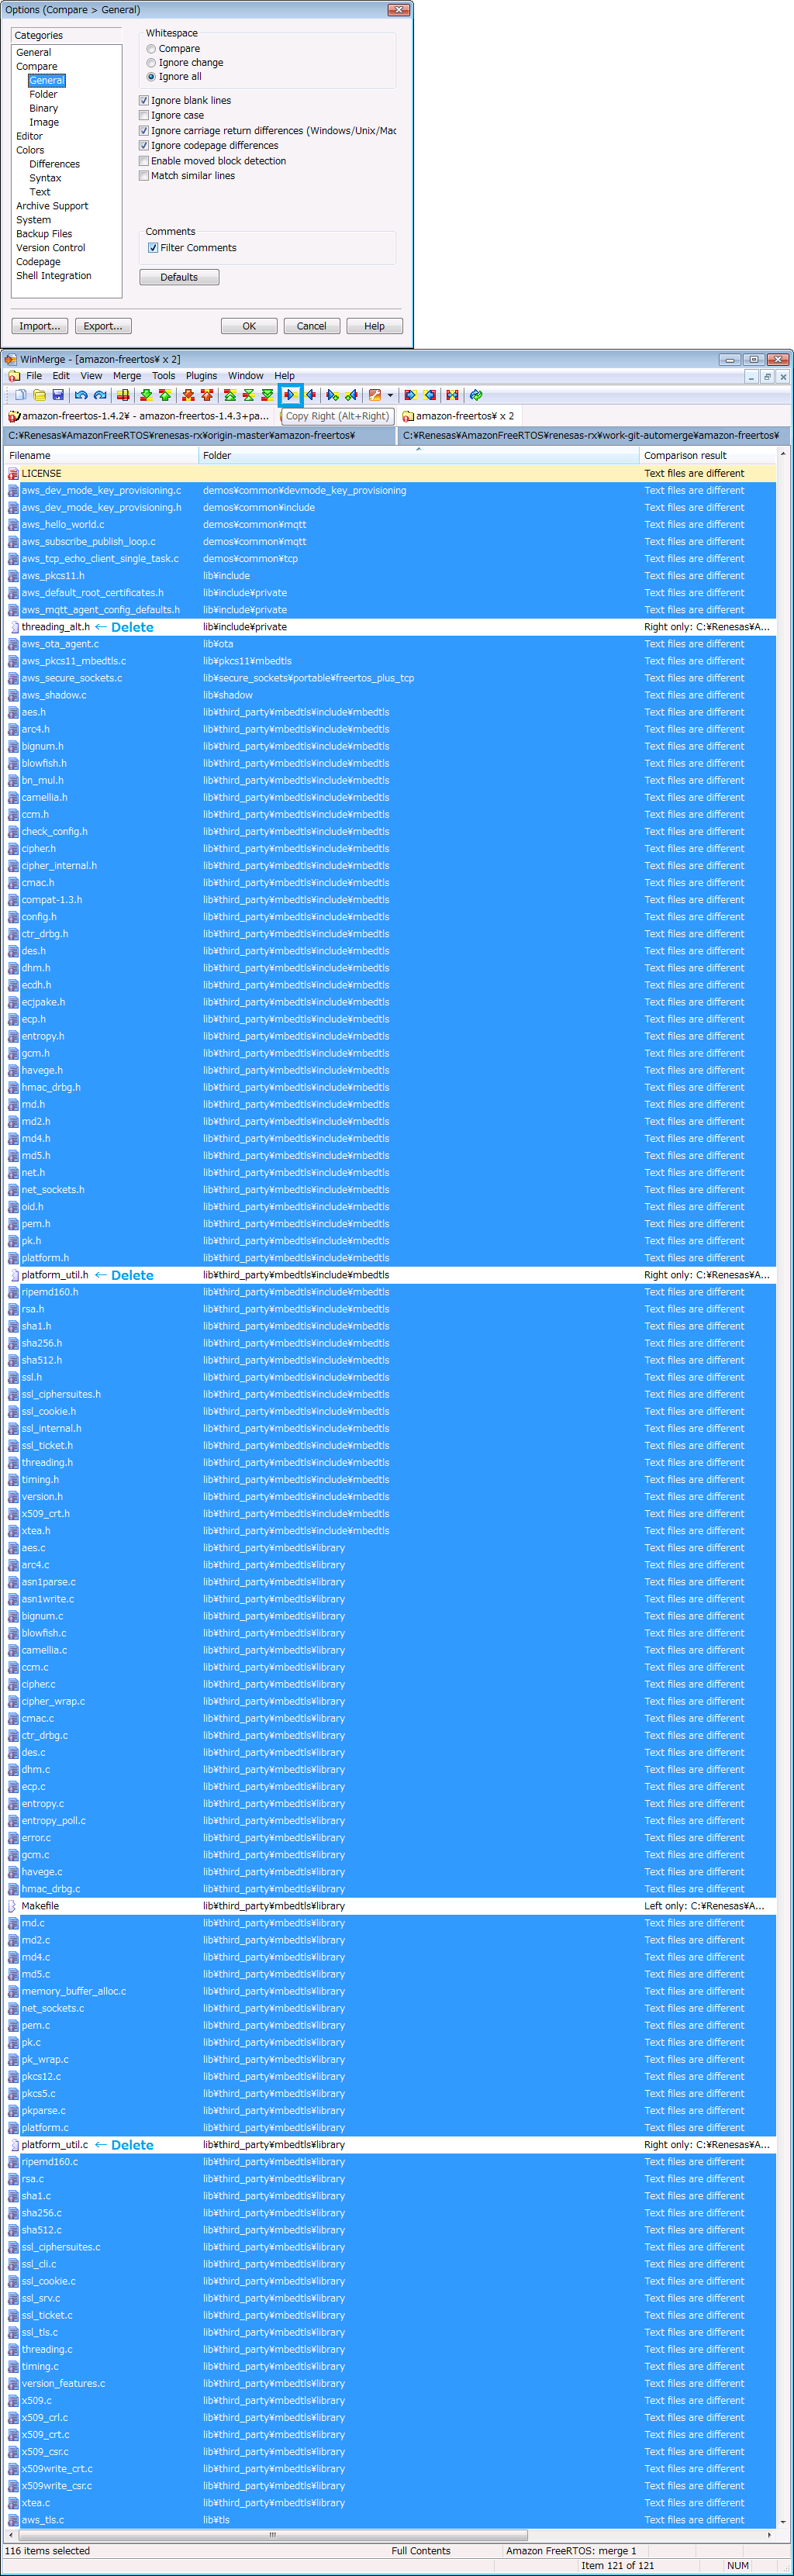 Options (Compare > General)
Categories
General
Compare
General
Folder
Binary
Image
Editor
Colors
Differences
Syntax
Text
Archive Support
System
Backup Files
Version Control
Codepage
Shell Integration
Whitespace
Compare
Ignore change
Ignore all
Ignore blank lines
Ignore case
Ignore carriage return differences (Windows/Unix/Mac
Ignore codepage differences
Enable moved block detection
Match similar lines
Comments
Filter Comments
Defaults
Import... Export... OK Cancel Help
WinMerge - [amazon-freertos¥ x 2]
File Edit View Merge Tools Plugins Window Help
amazon-freertos-1.4.2¥ - amazon-freertos-1.4.3+pa... Copy Right (Alt+Right) amazon-freertos¥ x 2
C:¥Renesas¥AmazonFreeRTOS¥renesas-rx¥origin-master¥amazon-freertos¥ C:¥Renesas¥AmazonFreeRTOS¥renesas-rx¥work-git-automerge¥amazon-freertos¥
Filename Folder Comparison result
LICENSE Text files are different
aws_dev_mode_key_provisioning.c demos¥common¥devmode_key_provisioning Text files are different
aws_dev_mode_key_provisioning.h demos¥common¥include Text files are different
aws_hello_world.c demos¥common¥mqtt Text files are different
aws_subscribe_publish_loop.c demos¥common¥mqtt Text files are different
aws_tcp_echo_client_single_task.c demos¥common¥tcp Text files are different
aws_pkcs11.h lib¥include Text files are different
aws_default_root_certificates.h lib¥include¥private Text files are different
aws_mqtt_agent_config_defaults.h lib¥include¥private Text files are different
threading_alt.h ← Delete lib¥include¥private Right only: C:¥Renesas¥A...
aws_ota_agent.c lib¥ota Text files are different
aws_pkcs11_mbedtls.c lib¥pkcs11¥mbedtls Text files are different
aws_secure_sockets.c lib¥secure_sockets¥portable¥freertos_plus_tcp Text files are different
aws_shadow.c lib¥shadow Text files are different
aes.h lib¥third_party¥mbedtls¥include¥mbedtls Text files are different
arc4.h lib¥third_party¥mbedtls¥include¥mbedtls Text files are different
bignum.h lib¥third_party¥mbedtls¥include¥mbedtls Text files are different
blowfish.h lib¥third_party¥mbedtls¥include¥mbedtls Text files are different
bn_mul.h lib¥third_party¥mbedtls¥include¥mbedtls Text files are different
camellia.h lib¥third_party¥mbedtls¥include¥mbedtls Text files are different
ccm.h lib¥third_party¥mbedtls¥include¥mbedtls Text files are different
check_config.h lib¥third_party¥mbedtls¥include¥mbedtls Text files are different
cipher.h lib¥third_party¥mbedtls¥include¥mbedtls Text files are different
cipher_internal.h lib¥third_party¥mbedtls¥include¥mbedtls Text files are different
cmac.h lib¥third_party¥mbedtls¥include¥mbedtls Text files are different
compat-1.3.h lib¥third_party¥mbedtls¥include¥mbedtls Text files are different
config.h lib¥third_party¥mbedtls¥include¥mbedtls Text files are different
ctr_drbg.h lib¥third_party¥mbedtls¥include¥mbedtls Text files are different
des.h lib¥third_party¥mbedtls¥include¥mbedtls Text files are different
dhm.h lib¥third_party¥mbedtls¥include¥mbedtls Text files are different
ecdh.h lib¥third_party¥mbedtls¥include¥mbedtls Text files are different
ecjpake.h lib¥third_party¥mbedtls¥include¥mbedtls Text files are different
ecp.h lib¥third_party¥mbedtls¥include¥mbedtls Text files are different
entropy.h lib¥third_party¥mbedtls¥include¥mbedtls Text files are different
gcm.h lib¥third_party¥mbedtls¥include¥mbedtls Text files are different
havege.h lib¥third_party¥mbedtls¥include¥mbedtls Text files are different
hmac_drbg.h lib¥third_party¥mbedtls¥include¥mbedtls Text files are different
md.h lib¥third_party¥mbedtls¥include¥mbedtls Text files are different
md2.h lib¥third_party¥mbedtls¥include¥mbedtls Text files are different
md4.h lib¥third_party¥mbedtls¥include¥mbedtls Text files are different
md5.h lib¥third_party¥mbedtls¥include¥mbedtls Text files are different
net.h lib¥third_party¥mbedtls¥include¥mbedtls Text files are different
net_sockets.h lib¥third_party¥mbedtls¥include¥mbedtls Text files are different
oid.h lib¥third_party¥mbedtls¥include¥mbedtls Text files are different
pem.h lib¥third_party¥mbedtls¥include¥mbedtls Text files are different
pk.h lib¥third_party¥mbedtls¥include¥mbedtls Text files are different
platform.h lib¥third_party¥mbedtls¥include¥mbedtls Text files are different
platform_util.h ← Delete lib¥third_party¥mbedtls¥include¥mbedtls Right only: C:¥Renesas¥A...
ripemd160.h lib¥third_party¥mbedtls¥include¥mbedtls Text files are different
rsa.h lib¥third_party¥mbedtls¥include¥mbedtls Text files are different
sha1.h lib¥third_party¥mbedtls¥include¥mbedtls Text files are different
sha256.h lib¥third_party¥mbedtls¥include¥mbedtls Text files are different
sha512.h lib¥third_party¥mbedtls¥include¥mbedtls Text files are different
ssl.h lib¥third_party¥mbedtls¥include¥mbedtls Text files are different
ssl_ciphersuites.h lib¥third_party¥mbedtls¥include¥mbedtls Text files are different
ssl_cookie.h lib¥third_party¥mbedtls¥include¥mbedtls Text files are different
ssl_internal.h lib¥third_party¥mbedtls¥include¥mbedtls Text files are different
ssl_ticket.h lib¥third_party¥mbedtls¥include¥mbedtls Text files are different
threading.h lib¥third_party¥mbedtls¥include¥mbedtls Text files are different
timing.h lib¥third_party¥mbedtls¥include¥mbedtls Text files are different
version.h lib¥third_party¥mbedtls¥include¥mbedtls Text files are different
x509_crt.h lib¥third_party¥mbedtls¥include¥mbedtls Text files are different
xtea.h lib¥third_party¥mbedtls¥include¥mbedtls Text files are different
aes.c lib¥third_party¥mbedtls¥library Text files are different
arc4.c lib¥third_party¥mbedtls¥library Text files are different
asn1parse.c lib¥third_party¥mbedtls¥library Text files are different
asn1write.c lib¥third_party¥mbedtls¥library Text files are different
bignum.c lib¥third_party¥mbedtls¥library Text files are different
blowfish.c lib¥third_party¥mbedtls¥library Text files are different
camellia.c lib¥third_party¥mbedtls¥library Text files are different
ccm.c lib¥third_party¥mbedtls¥library Text files are different
cipher.c lib¥third_party¥mbedtls¥library Text files are different
cipher_wrap.c lib¥third_party¥mbedtls¥library Text files are different
cmac.c lib¥third_party¥mbedtls¥library Text files are different
ctr_drbg.c lib¥third_party¥mbedtls¥library Text files are different
des.c lib¥third_party¥mbedtls¥library Text files are different
dhm.c lib¥third_party¥mbedtls¥library Text files are different
ecp.c lib¥third_party¥mbedtls¥library Text files are different
entropy.c lib¥third_party¥mbedtls¥library Text files are different
entropy_poll.c lib¥third_party¥mbedtls¥library Text files are different
error.c lib¥third_party¥mbedtls¥library Text files are different
gcm.c lib¥third_party¥mbedtls¥library Text files are different
havege.c lib¥third_party¥mbedtls¥library Text files are different
hmac_drbg.c lib¥third_party¥mbedtls¥library Text files are different
Makefile lib¥third_party¥mbedtls¥library Left only: C:¥Renesas¥A...
md.c lib¥third_party¥mbedtls¥library Text files are different
md2.c lib¥third_party¥mbedtls¥library Text files are different
md4.c lib¥third_party¥mbedtls¥library Text files are different
md5.c lib¥third_party¥mbedtls¥library Text files are different
memory_buffer_alloc.c lib¥third_party¥mbedtls¥library Text files are different
net_sockets.c lib¥third_party¥mbedtls¥library Text files are different
pem.c lib¥third_party¥mbedtls¥library Text files are different
pk.c lib¥third_party¥mbedtls¥library Text files are different
pk_wrap.c lib¥third_party¥mbedtls¥library Text files are different
pkcs12.c lib¥third_party¥mbedtls¥library Text files are different
pkcs5.c lib¥third_party¥mbedtls¥library Text files are different
pkparse.c lib¥third_party¥mbedtls¥library Text files are different
platform.c lib¥third_party¥mbedtls¥library Text files are different
platform_util.c ← Delete lib¥third_party¥mbedtls¥library Right only: C:¥Renesas¥A...
ripemd160.c lib¥third_party¥mbedtls¥library Text files are different
rsa.c lib¥third_party¥mbedtls¥library Text files are different
sha1.c lib¥third_party¥mbedtls¥library Text files are different
sha256.c lib¥third_party¥mbedtls¥library Text files are different
sha512.c lib¥third_party¥mbedtls¥library Text files are different
ssl_ciphersuites.c lib¥third_party¥mbedtls¥library Text files are different
ssl_cli.c lib¥third_party¥mbedtls¥library Text files are different
ssl_cookie.c lib¥third_party¥mbedtls¥library Text files are different
ssl_srv.c lib¥third_party¥mbedtls¥library Text files are different
ssl_ticket.c lib¥third_party¥mbedtls¥library Text files are different
ssl_tls.c lib¥third_party¥mbedtls¥library Text files are different
threading.c lib¥third_party¥mbedtls¥library Text files are different
timing.c lib¥third_party¥mbedtls¥library Text files are different
version_features.c lib¥third_party¥mbedtls¥library Text files are different
x509.c lib¥third_party¥mbedtls¥library Text files are different
x509_crl.c lib¥third_party¥mbedtls¥library Text files are different
x509_crt.c lib¥third_party¥mbedtls¥library Text files are different
x509_csr.c lib¥third_party¥mbedtls¥library Text files are different
x509write_crt.c lib¥third_party¥mbedtls¥library Text files are different
x509write_csr.c lib¥third_party¥mbedtls¥library Text files are different
xtea.c lib¥third_party¥mbedtls¥library Text files are different
aws_tls.c lib¥tls Text files are different
116 items selected Full Contents Amazon FreeRTOS: merge 1
Item 121 of 121 NUM